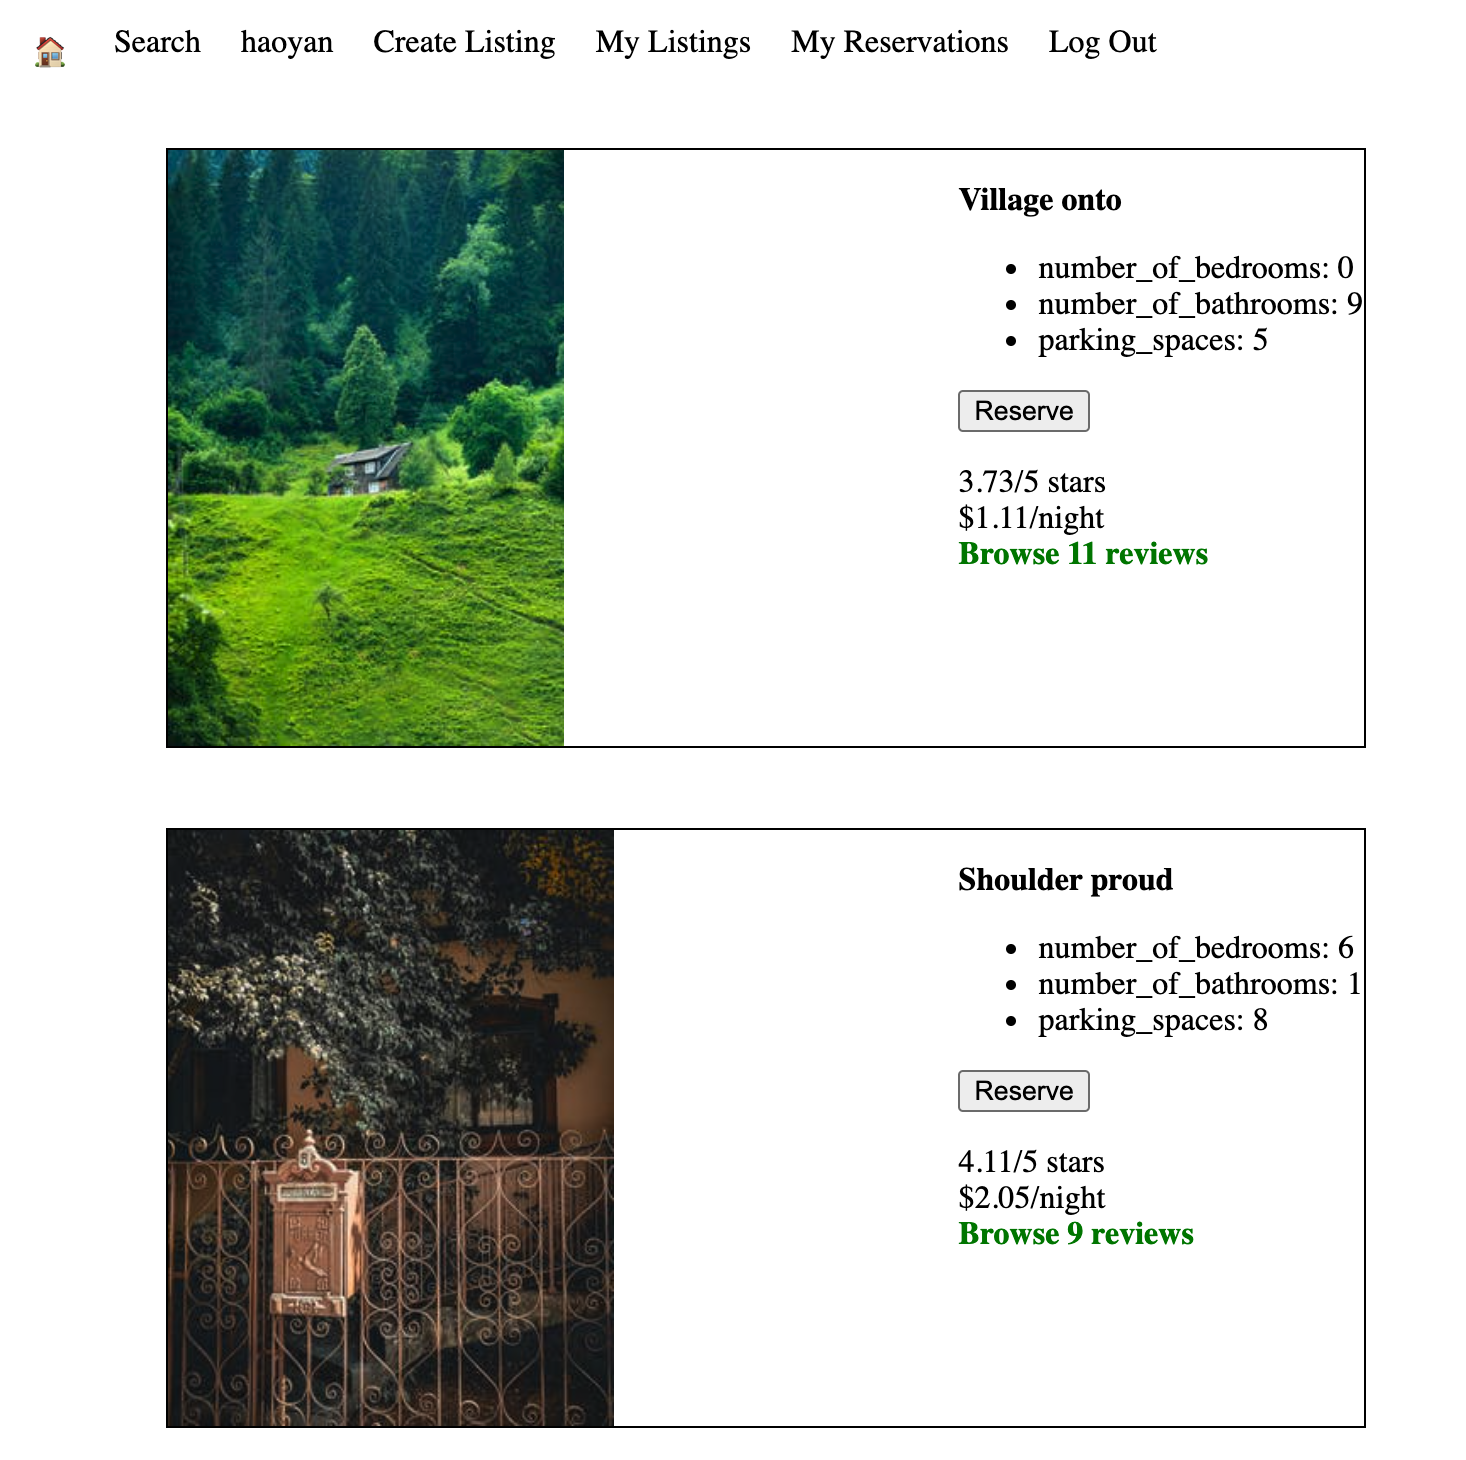 Search haoyan Create Listing My Listings My Reservations Log Out
Village onto
number_of_bedrooms: 0
number_of_bathrooms: 9
parking_spaces: 5
Reserve
3.73/5 stars
$1.11/night
Browse 11 reviews
Shoulder proud
number_of_bedrooms: 6
number_of_bathrooms: 1
parking_spaces: 8
Reserve
4.11/5 stars
$2.05/night
Browse 9 reviews